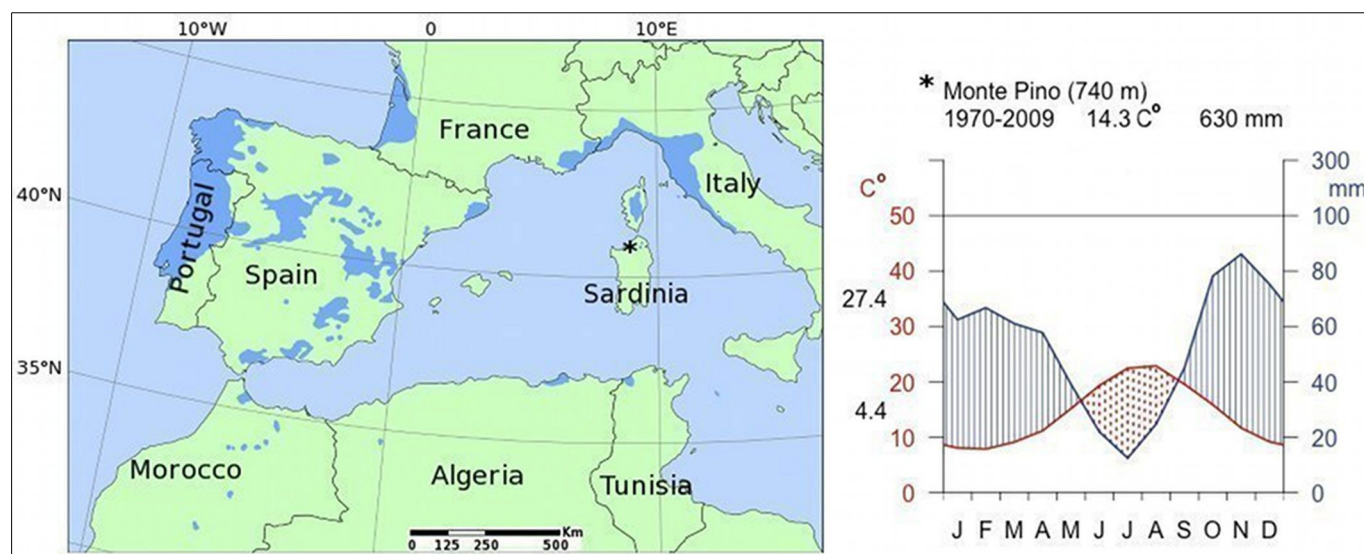 10°W 0 10°E
40°N
35°N
France
Italy
Portugal
Spain
Sardinia
Morocco
Algeria
Tunisia
Km
0 125 250 500
* Monte Pino (740 m)
1970-2009 14.3 C° 630 mm
C° 300
mm
50 100
40 80
27.4
30 60
20 40
4.4
10 20
0 0
J F M A M J J A S O N D